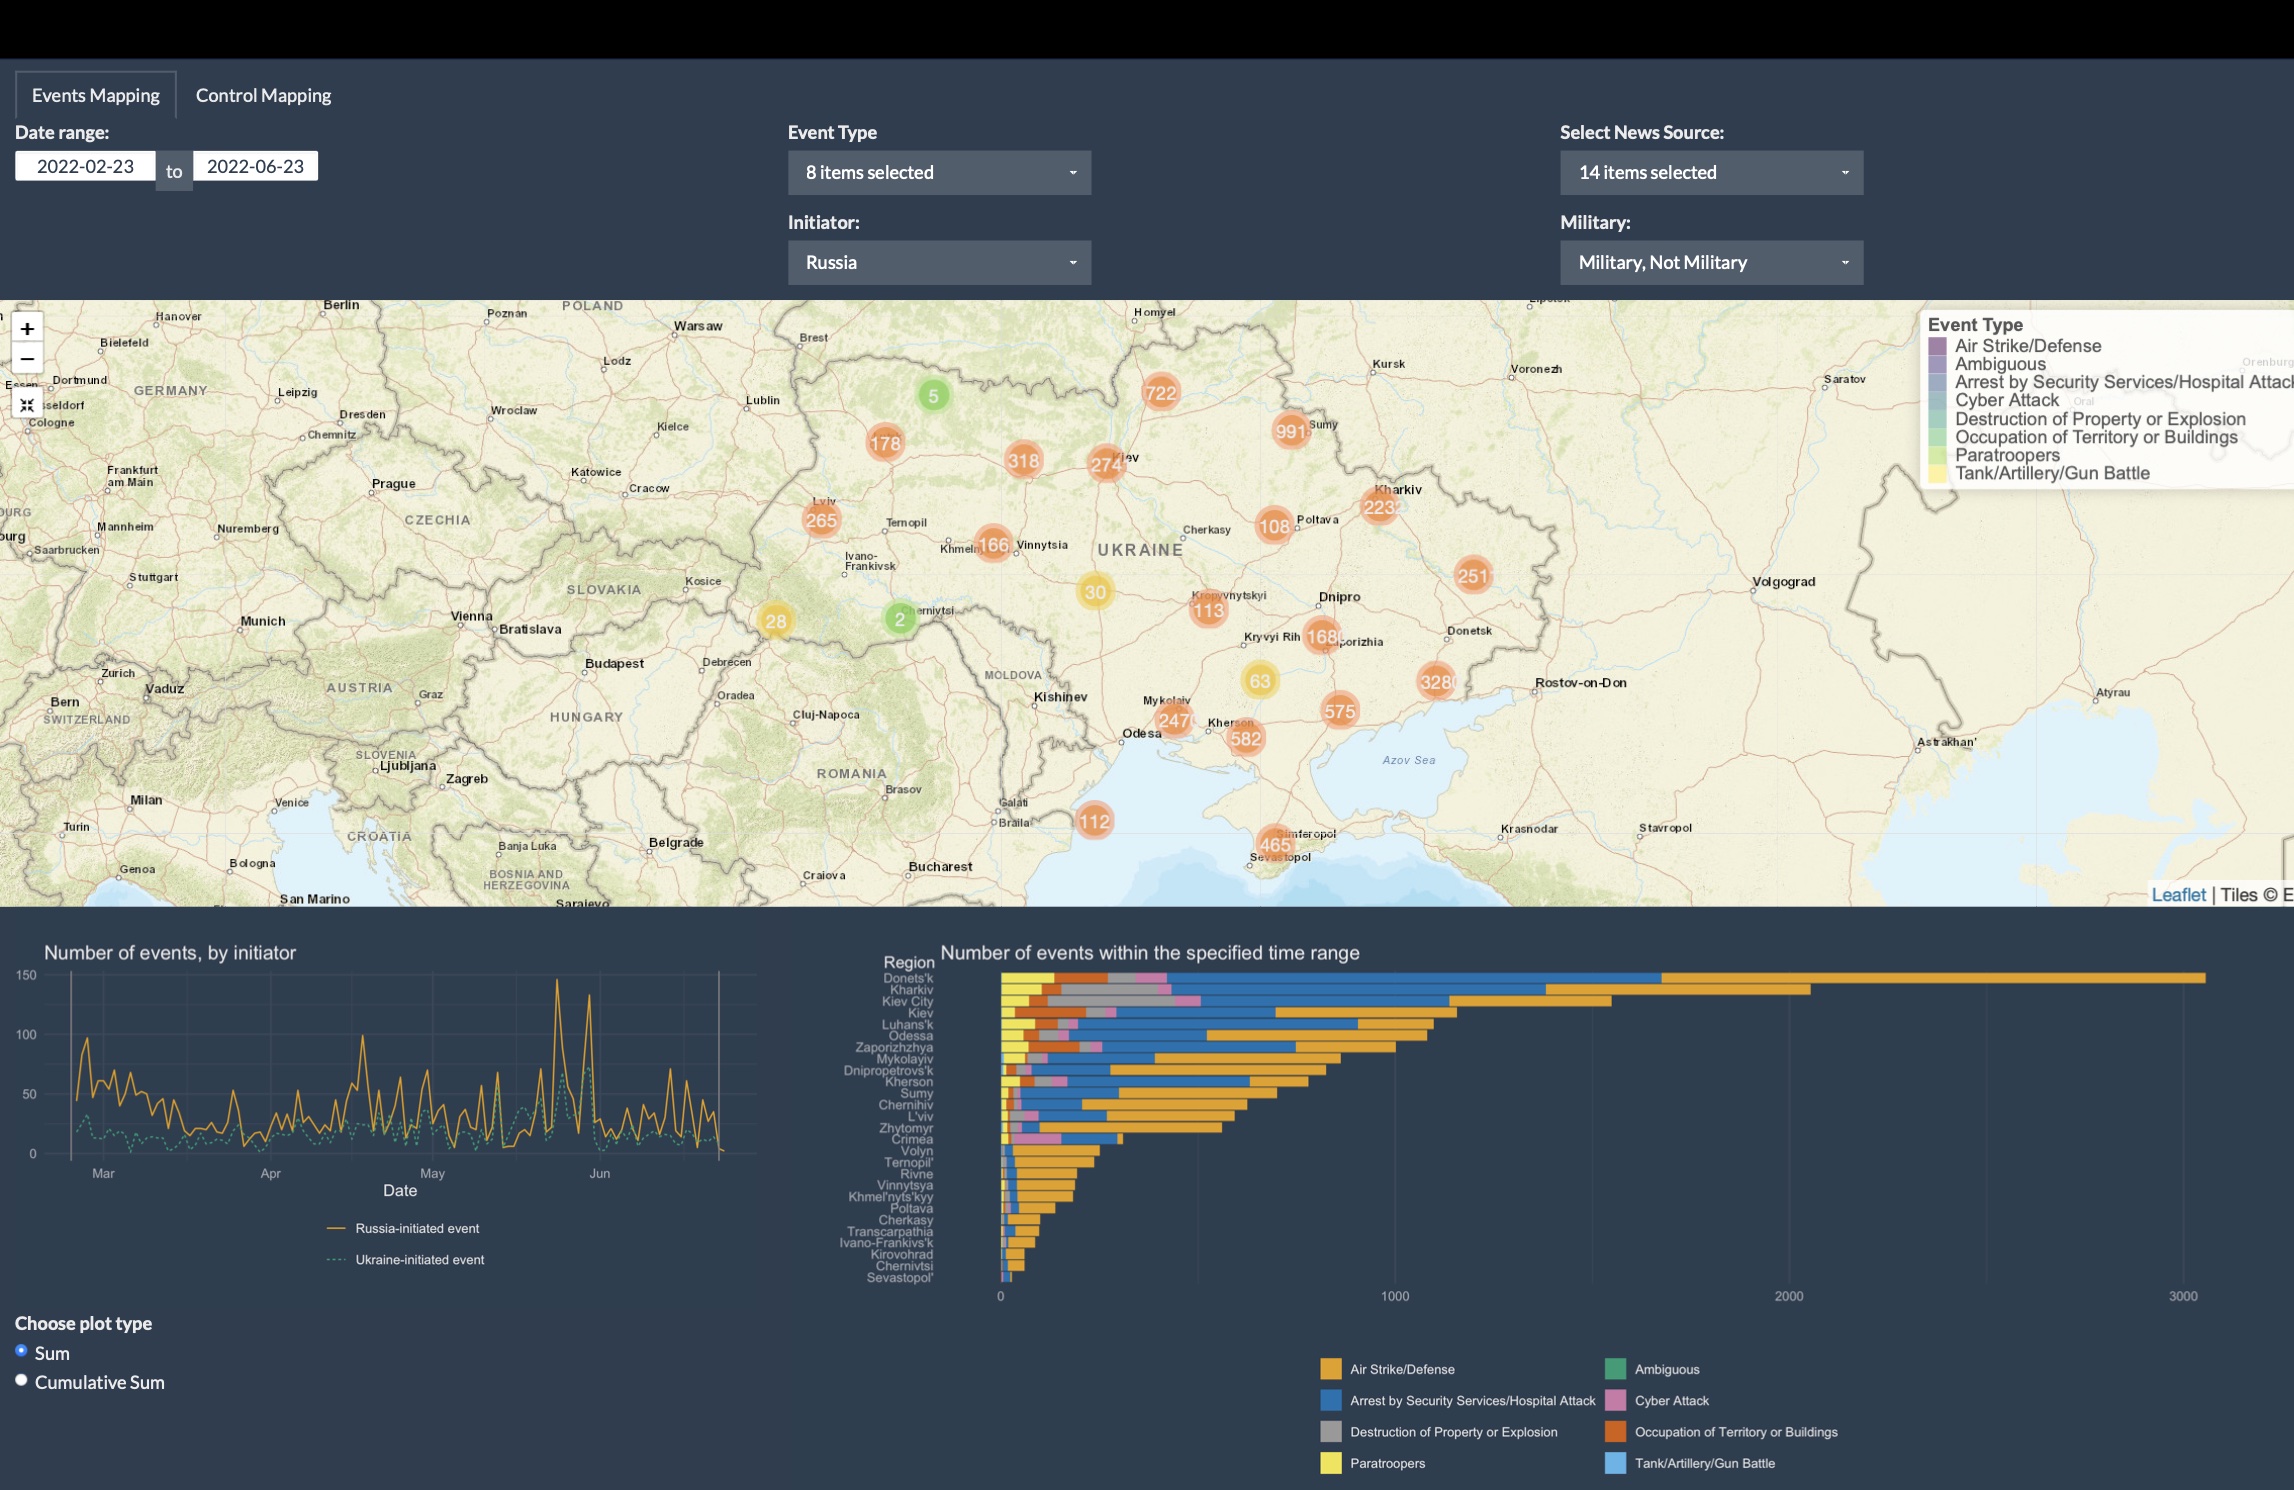 Events Mapping
Control Mapping
Date range:
2022-02-23 to 2022-06-23
Event Type
8 items selected
Select News Source:
14 items selected
Initiator:
Russia
Military:
Military, Not Military
+
−
Berlin
Hanover
POLAND
Poznan
Warsaw
Brest
Homyel
Bielefeld
Lodz
Kursk
Voronezh
Saratov
Dortmund
GERMANY
Leipzig
Lublin
Cologne
Dresden
Wroclaw
Kielce
Chemnitz
Sumy
Frankfurt
am Main
Katowice
Cracow
Prague
Kharkiv
Lviv
CZECHIA
Mannheim
Nuremberg
Ternopil
Poltava
Cherkasy
Vinnytsia
UKRAINE
Saarbrucken
Ivano-
Frankivsk
Stuttgart
Kosice
SLOVAKIA
Kropyvnytskyi
Dnipro
Volgograd
Munich
Vienna
Bratislava
Kryvyi Rih
Donetsk
Budapest
Debrecen
Zurich
Vaduz
AUSTRIA
Graz
MOLDOVA
Rostov-on-Don
Atyrau
Bern
SWITZERLAND
HUNGARY
Oradea
Cluj-Napoca
Kishinev
Mykolaiv
Kherson
Odesa
Astrakhan'
SLOVENIA
Ljubljana
Zagreb
ROMANIA
Brasov
Azov Sea
Milan
Venice
Galati
Braila
Turin
CROATIA
Belgrade
Banja Luka
Simferopol
Krasnodar
Stavropol
Genoa
Bologna
BOSNIA AND
HERZEGOVINA
Craiova
Bucharest
Sevastopol
San Marino
Sarajevo
5
722
991
178
318
274
265
166
2232
108
251
30
113
28
2
168
63
328
575
247
582
112
465
Event Type
Air Strike/Defense
Ambiguous
Arrest by Security Services/Hospital Attack
Cyber Attack
Destruction of Property or Explosion
Occupation of Territory or Buildings
Paratroopers
Tank/Artillery/Gun Battle
Orenburg
Oral
Leaflet | Tiles © E
Number of events, by initiator
150
100
50
0
Mar
Apr
May
Jun
Date
Russia-initiated event
Ukraine-initiated event
Choose plot type
Sum
Cumulative Sum
Number of events within the specified time range
Region
Donets'k
Kharkiv
Kiev City
Kiev
Luhans'k
Odessa
Zaporizhzhya
Mykolayiv
Dnipropetrovs'k
Kherson
Sumy
Chernihiv
L'viv
Zhytomyr
Crimea
Volyn
Ternopil'
Rivne
Vinnytsya
Khmel'nyts'kyy
Poltava
Cherkasy
Transcarpathia
Ivano-Frankivs'k
Kirovohrad
Chernivtsi
Sevastopol'
0
1000
2000
3000
Air Strike/Defense
Ambiguous
Arrest by Security Services/Hospital Attack
Cyber Attack
Destruction of Property or Explosion
Occupation of Territory or Buildings
Paratroopers
Tank/Artillery/Gun Battle